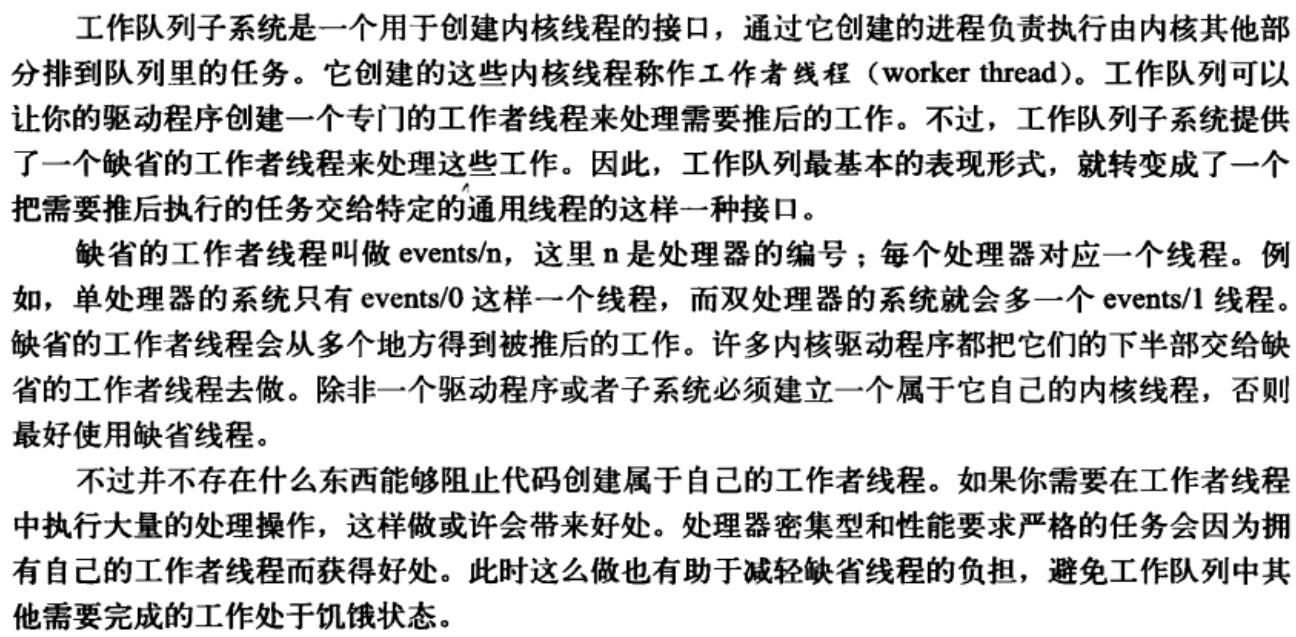 工作队列子系统是一个用于创建内核线程的接口，通过它创建的进程负责执行由内核其他部
分排到队列里的任务。它创建的这些内核线程称作工作者线程（worker thread）。工作队列可以
让你的驱动程序创建一个专门的工作者线程来处理需要推后的工作。不过，工作队列子系统提供
了一个缺省的工作者线程来处理这些工作。因此，工作队列最基本的表现形式，就转变成了一个
把需要推后执行的任务交给特定的通用线程的这样一种接口。
缺省的工作者线程叫做 events/n，这里 n 是处理器的编号；每个处理器对应一个线程。例
如，单处理器的系统只有 events/0 这样一个线程，而双处理器的系统就会多一个 events/1 线程。
缺省的工作者线程会从多个地方得到被推后的工作。许多内核驱动程序都把它们的下半部交给缺
省的工作者线程去做。除非一个驱动程序或者子系统必须建立一个属于它自己的内核线程，否则
最好使用缺省线程。
不过并不存在什么东西能够阻止代码创建属于自己的工作者线程。如果你需要在工作者线程
中执行大量的处理操作，这样做或许会带来好处。处理器密集型和性能要求严格的任务会因为拥
有自己的工作者线程而获得好处。此时这么做也有助于减轻缺省线程的负担，避免工作队列中其
他需要完成的工作处于饥饿状态。